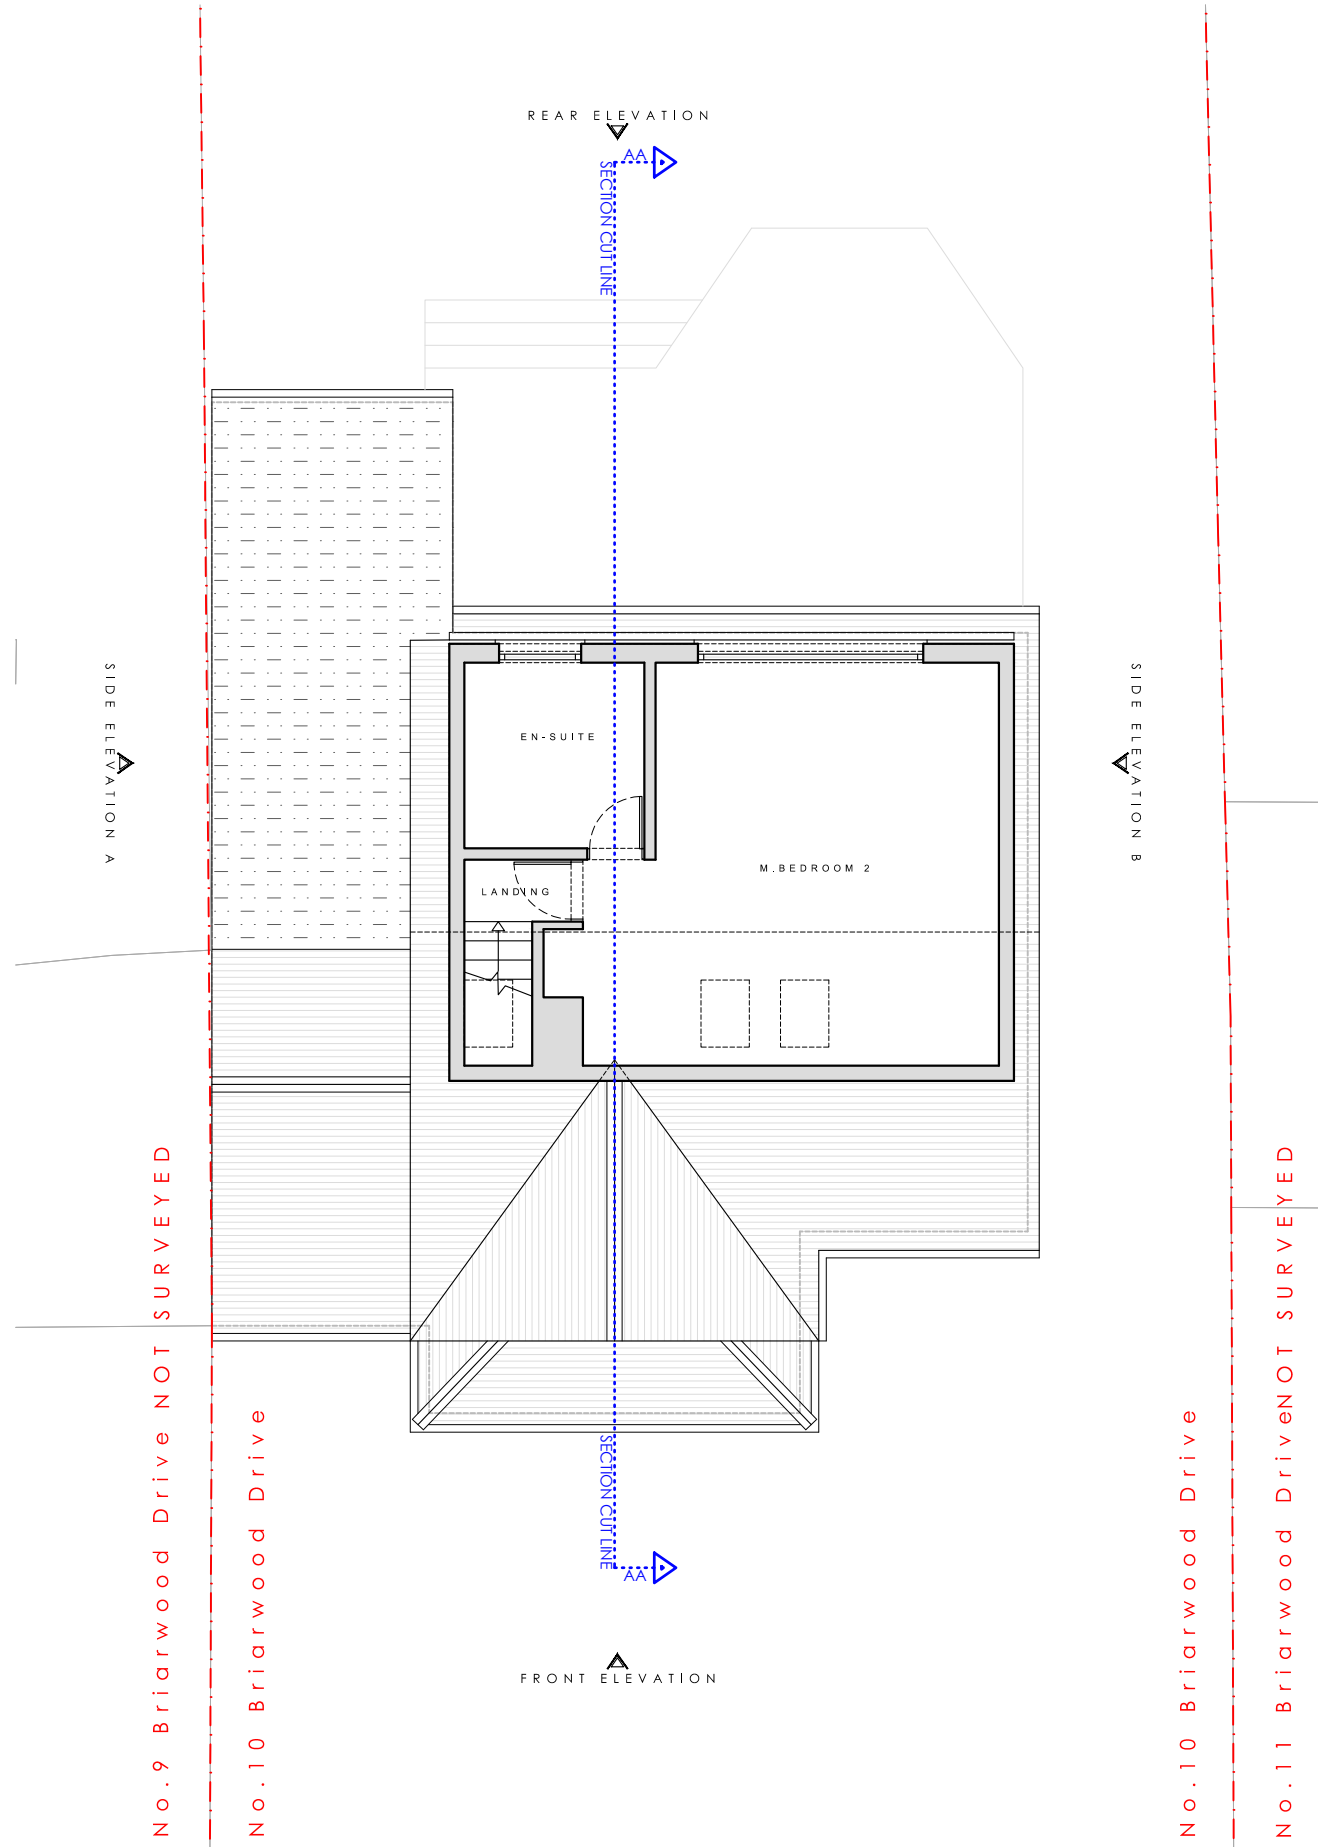 REAR ELEVATION
AA
SECTION CUT LINE
SIDE ELEVATION A
SIDE ELEVATION B
EN-SUITE
M.BEDROOM 2
LANDING
No.9 Briarwood Drive NOT SURVEYED
No.10 Briarwood Drive
No.10 Briarwood Drive
No.11 Briarwood Drive NOT SURVEYED
SECTION CUT LINE
AA
FRONT ELEVATION